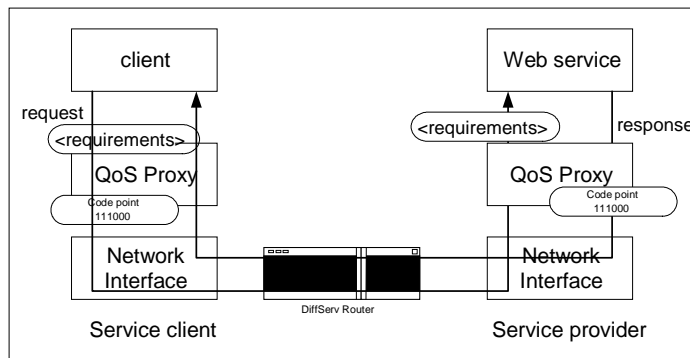 client
Web service
request
<requirements>
<requirements>
response
QoS Proxy
QoS Proxy
Code point
111000
Code point
111000
Network
Interface
Network
Interface
DiffServ Router
Service client
Service provider